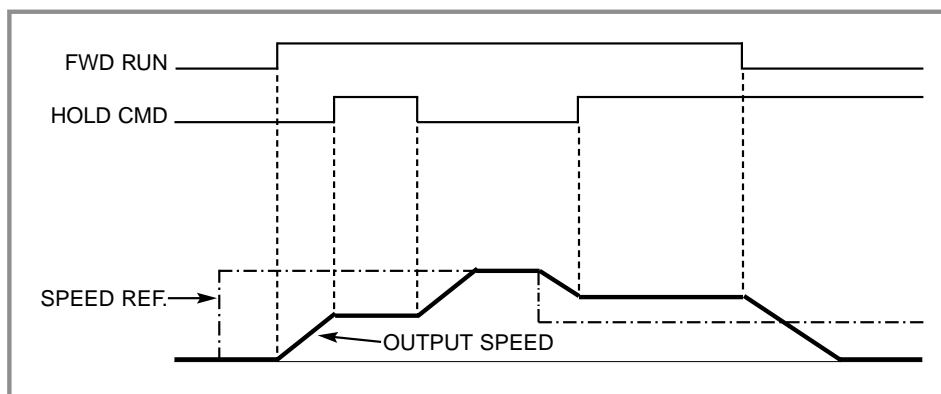 FWD RUN
HOLD CMD
SPEED REF.
OUTPUT SPEED